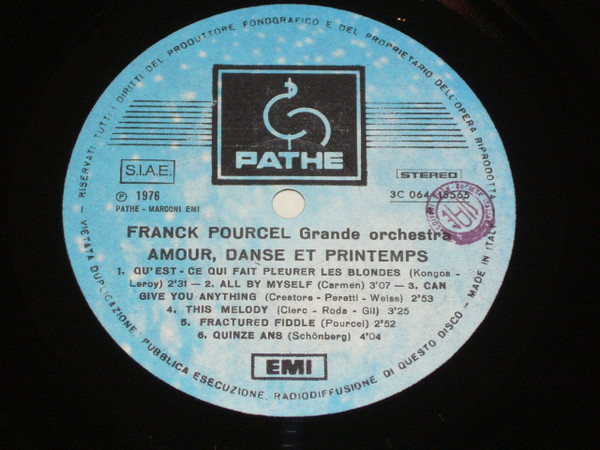 RISERVATI TUTTI I DIRITTI DEL PRODUTTORE FONOGRAFICO E DEL PROPRIETARIO DELL'OPERA RIPRODOTTA
PATHE
S.I.A.E.
STEREO
Ⓟ 1976
3C 064-15565
PATHE - MARCONI EMI
FRANCK POURCEL Grande orchestra
AMOUR, DANSE ET PRINTEMPS
1. QU'EST-CE QUI FAIT PLEURER LES BLONDES (Kongos -
Leroy) 2'31 — 2. ALL BY MYSELF (Carmen) 3'07 — 3. CAN
GIVE YOU ANYTHING (Creatore - Peretti - Weiss) 2'53
4. THIS MELODY (Clerc - Roda - Gil) 3'25
5. FRACTURED FIDDLE (Pourcel) 2'52
6. QUINZE ANS (Schönberg) 4'04
EMI
VIETATA DUPLICAZIONE, PUBBLICA ESECUZIONE, RADIODIFFUSIONE DI QUESTO DISCO - MADE IN ITALY